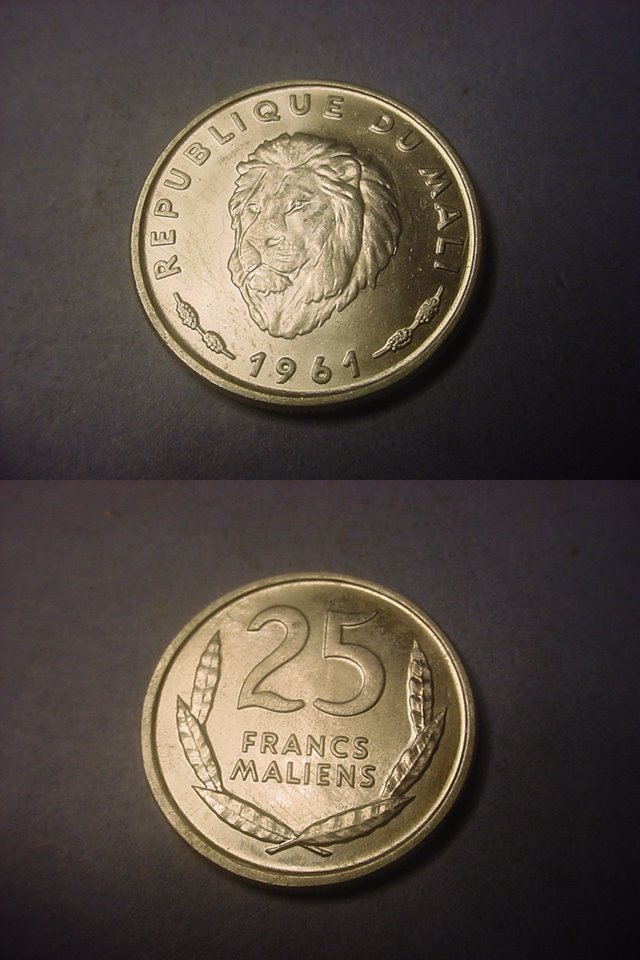 REPUBLIQUE DU MALI
1961
25
FRANCS
MALIENS